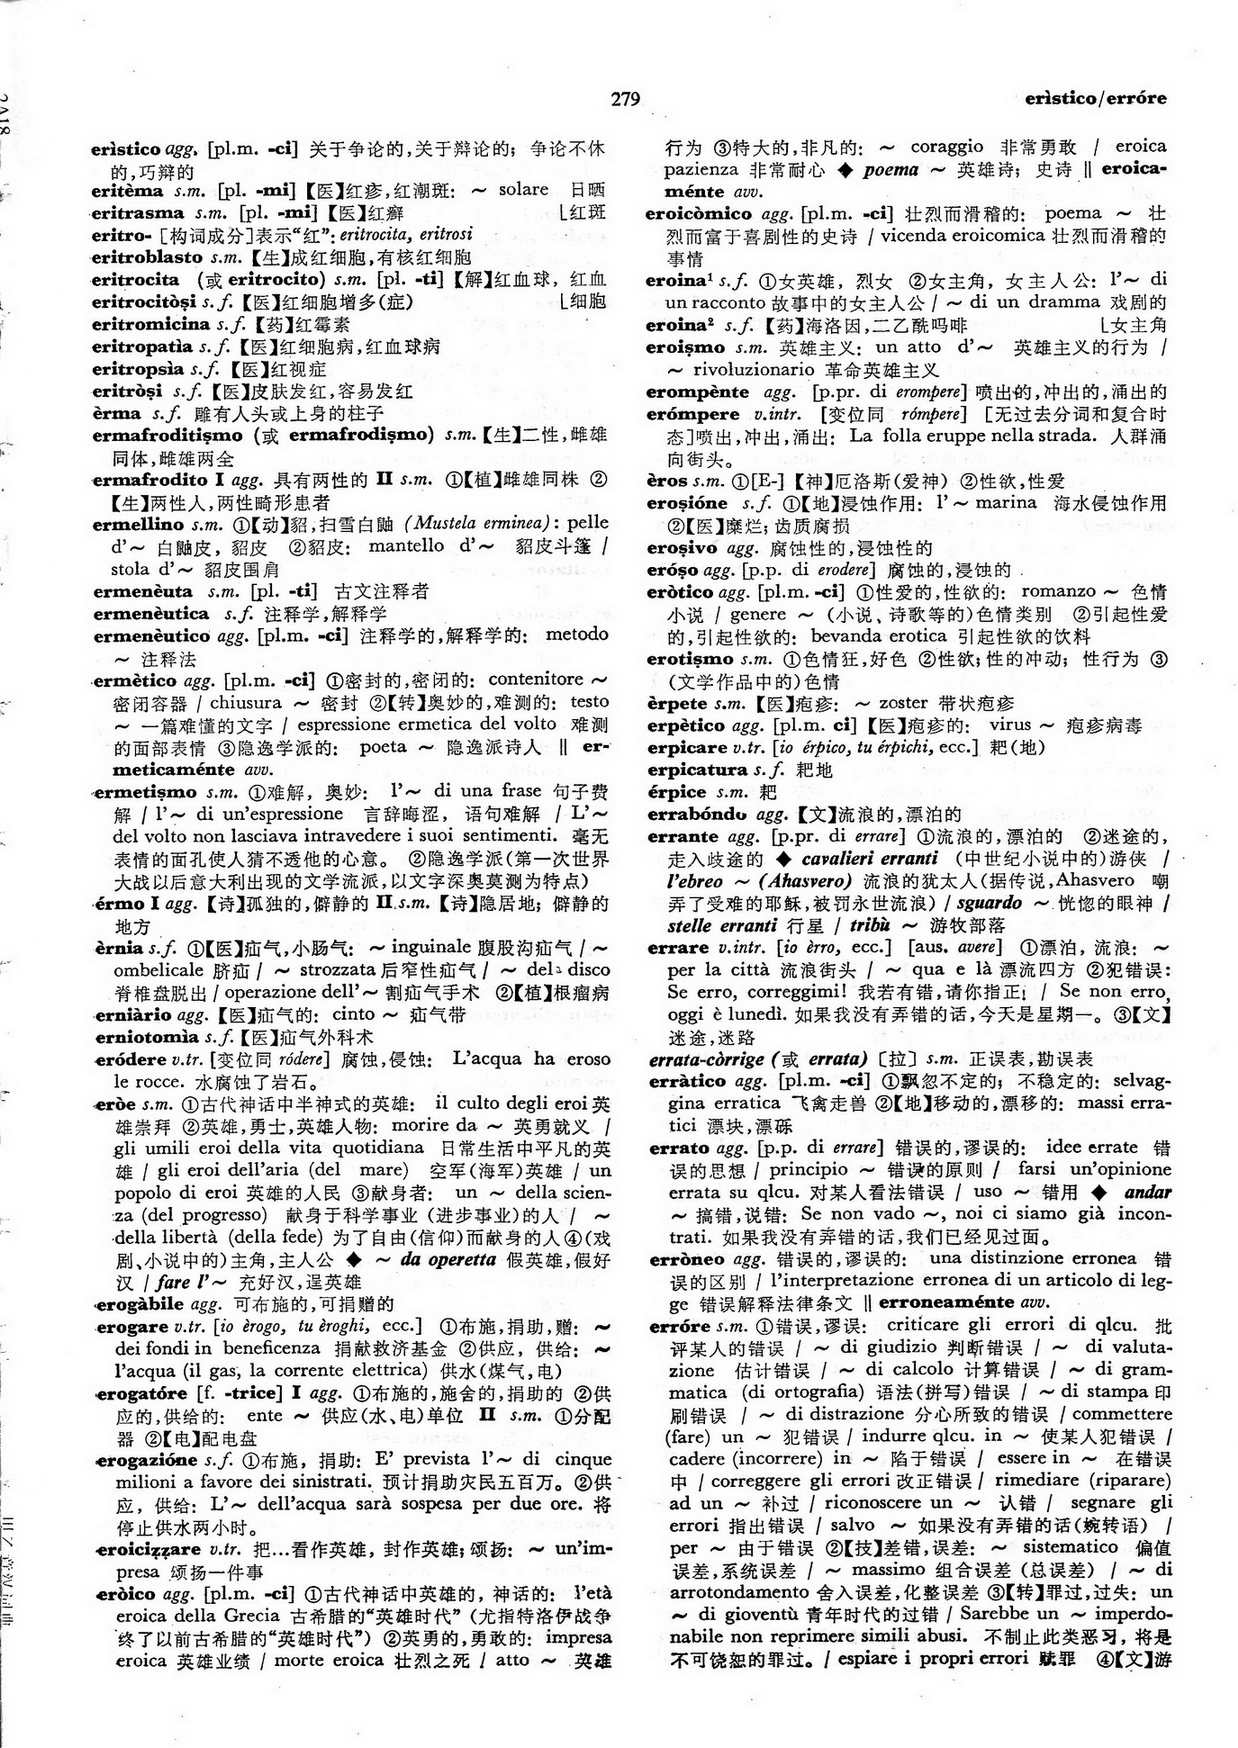 279
erìstico/erróre
erìstico agg. [pl.m. -ci] 关于争论的,关于辩论的; 争论不休
的,巧辩的
eritèma s.m. [pl. -mi]【医】红疹,红潮斑: ~ solare 日晒
eritrasma s.m. [pl. -mi]【医】红癣 ⌊红斑
eritro- [构词成分]表示“红”: eritrocita, eritrosi
eritroblasto s.m.【生】成红细胞,有核红细胞
eritrocita (或 eritrocito) s.m. [pl. -ti]【解】红血球, 红血
eritrocitòṣi s.f.【医】红细胞增多(症) ⌊细胞
eritromicina s.f.【药】红霉素
eritropatìa s.f.【医】红细胞病,红血球病
eritropsìa s.f.【医】红视症
eritròṣi s.f.【医】皮肤发红,容易发红
èrma s.f. 雕有人头或上身的柱子
ermafroditiṣmo (或 ermafrodiṣmo) s.m.【生】二性,雌雄
同体,雌雄两全
ermafrodito I agg. 具有两性的 II s.m. ①【植】雌雄同株 ②
【生】两性人,两性畸形患者
ermellino s.m. ①【动】貂,扫雪白鼬 (Mustela erminea): pelle
d’~ 白鼬皮, 貂皮 ②貂皮: mantello d’~ 貂皮斗篷 /
stola d’~ 貂皮围肩
ermenèuta s.m. [pl. -ti] 古文注释者
ermenèutica s.f. 注释学,解释学
ermenèutico agg. [pl.m. -ci] 注释学的,解释学的: metodo
~ 注释法
ermètico agg. [pl.m. -ci] ①密封的,密闭的: contenitore ~
密闭容器 / chiusura ~ 密封 ②【转】奥妙的,难测的: testo
~ 一篇难懂的文字 / espressione ermetica del volto 难测
的面部表情 ③隐逸学派的: poeta ~ 隐逸派诗人 ‖ er-
meticaménte avv.
ermetiṣmo s.m. ①难解, 奥妙: l’~ di una frase 句子费
解 / l’~ di un’espressione 言辞晦涩, 语句难解 / L’~
del volto non lasciava intravedere i suoi sentimenti. 毫无
表情的面孔使人猜不透他的心意。 ②隐逸学派(第一次世界
大战以后意大利出现的文学流派,以文字深奥莫测为特点)
érmo I agg.【诗】孤独的,僻静的 II s.m.【诗】隐居地; 僻静的
地方
èrnia s.f. ①【医】疝气,小肠气: ~ inguinale 腹股沟疝气 / ~
ombelicale 脐疝 / ~ strozzata 后窄性疝气 / ~ del disco
脊椎盘脱出 / operazione dell’~ 割疝气手术 ②【植】根瘤病
erniàrio agg.【医】疝气的: cinto ~ 疝气带
erniotomìa s.f.【医】疝气外科术
eródere v.tr. [变位同 ródere] 腐蚀,侵蚀: L’acqua ha eroso
le rocce. 水腐蚀了岩石。
eròe s.m. ①古代神话中半神式的英雄: il culto degli eroi 英
雄崇拜 ②英雄,勇士,英雄人物: morire da ~ 英勇就义 /
gli umili eroi della vita quotidiana 日常生活中平凡的英
雄 / gli eroi dell’aria (del mare) 空军(海军)英雄 / un
popolo di eroi 英雄的人民 ③献身者: un ~ della scien-
za (del progresso) 献身于科学事业 (进步事业)的人 / ~
della libertà (della fede) 为了自由(信仰)而献身的人④(戏
剧、小说中的)主角,主人公 ◆ ~ da operetta 假英雄,假好
汉 / fare l’~ 充好汉,逞英雄
erogàbile agg. 可布施的,可捐赠的
erogare v.tr. [io èrogo, tu èroghi, ecc.] ①布施,捐助,赠: ~
dei fondi in beneficenza 捐献救济基金 ②供应, 供给: ~
l’acqua (il gas, la corrente elettrica) 供水(煤气,电)
erogatóre [f. -trice] I agg. ①布施的,施舍的,捐助的 ②供
应的,供给的: ente ~ 供应(水、电)单位 II s.m. ①分配
器 ②【电】配电盘
erogazióne s.f. ①布施, 捐助: E’ prevista l’~ di cinque
milioni a favore dei sinistrati. 预计捐助灾民五百万。②供
应, 供给: L’~ dell’acqua sarà sospesa per due ore. 将
停止供水两小时。
eroicizẓare v.tr. 把…看作英雄, 封作英雄; 颂扬: ~ un’im-
presa 颂扬一件事
eròico agg. [pl.m. -ci] ①古代神话中英雄的, 神话的: l’età
eroica della Grecia 古希腊的“英雄时代” (尤指特洛伊战争
终了以前古希腊的“英雄时代”) ②英勇的,勇敢的: impresa
eroica 英雄业绩 / morte eroica 壮烈之死 / atto ~ 英雄
行为 ③特大的,非凡的: ~ coraggio 非常勇敢 / eroica
pazienza 非常耐心 ◆ poema ~ 英雄诗; 史诗 ‖ eroica-
ménte avv.
eroicòmico agg. [pl.m. -ci] 壮烈而滑稽的: poema ~ 壮
烈而富于喜剧性的史诗 / vicenda eroicomica 壮烈而滑稽的
事情
eroina¹ s.f. ①女英雄, 烈女 ②女主角, 女主人公: l’~ di
un racconto 故事中的女主人公 / ~ di un dramma 戏剧的
eroina² s.f.【药】海洛因,二乙酰吗啡 ⌊女主角
eroiṣmo s.m. 英雄主义: un atto d’~ 英雄主义的行为 /
~ rivoluzionario 革命英雄主义
erompènte agg. [p.pr. di erompere] 喷出的,冲出的,涌出的
erómpere v.intr. [变位同 rómpere] [无过去分词和复合时
态]喷出,冲出,涌出: La folla eruppe nella strada. 人群涌
向街头。
èros s.m. ①[E-]【神】厄洛斯(爱神) ②性欲,性爱
eroṣióne s.f. ①【地】浸蚀作用: l’~ marina 海水侵蚀作用
②【医】糜烂; 齿质腐损
eroṣivo agg. 腐蚀性的,浸蚀性的
eróṣo agg. [p.p. di erodere] 腐蚀的,浸蚀的
eròtico agg. [pl.m. -ci] ①性爱的,性欲的: romanzo ~ 色情
小说 / genere ~ (小说、诗歌等的)色情类别 ②引起性爱
的,引起性欲的: bevanda erotica 引起性欲的饮料
erotiṣmo s.m. ①色情狂,好色 ②性欲; 性的冲动; 性行为 ③
(文学作品中的)色情
èrpete s.m.【医】疱疹: ~ zoster 带状疱疹
erpètico agg. [pl.m. ci]【医】疱疹的: virus ~ 疱疹病毒
erpicare v.tr. [io érpico, tu érpichi, ecc.] 耙(地)
erpicatura s.f. 耙地
érpice s.m. 耙
errabóndo agg.【文】流浪的,漂泊的
errante agg. [p.pr. di errare] ①流浪的,漂泊的 ②迷途的,
走入歧途的 ◆ cavalieri erranti (中世纪小说中的)游侠 /
l’ebreo ~ (Ahasvero) 流浪的犹太人(据传说,Ahasvero 嘲
弄了受难的耶稣,被罚永世流浪) / sguardo ~ 恍惚的眼神 /
stelle erranti 行星 / tribù ~ 游牧部落
errare v.intr. [io èrro, ecc.] [aus. avere] ①漂泊, 流浪: ~
per la città 流浪街头 / ~ qua e là 漂流四方 ②犯错误:
Se erro, correggimi! 我若有错,请你指正! / Se non erro,
oggi è lunedì. 如果我没有弄错的话,今天是星期一。③【文】
迷途,迷路
errata-còrrige (或 errata) [拉] s.m. 正误表,勘误表
erràtico agg. [pl.m. -ci] ①飘忽不定的; 不稳定的: selvag-
gina erratica 飞禽走兽 ②【地】移动的,漂移的: massi erra-
tici 漂块,漂砾
errato agg. [p.p. di errare] 错误的,谬误的: idee errate 错
误的思想 / principio ~ 错误的原则 / farsi un’opinione
errata su qlcu. 对某人看法错误 / uso ~ 错用 ◆ andar
~ 搞错,说错: Se non vado ~, noi ci siamo già incon-
trati. 如果我没有弄错的话,我们已经见过面。
erròneo agg. 错误的,谬误的: una distinzione erronea 错
误的区别 / l’interpretazione erronea di un articolo di leg-
ge 错误解释法律条文 ‖ erroneaménte avv.
erróre s.m. ①错误,谬误: criticare gli errori di qlcu. 批
评某人的错误 / ~ di giudizio 判断错误 / ~ di valuta-
zione 估计错误 / ~ di calcolo 计算错误 / ~ di gram-
matica (di ortografia) 语法(拼写)错误 / ~ di stampa 印
刷错误 / ~ di distrazione 分心所致的错误 / commettere
(fare) un ~ 犯错误 / indurre qlcu. in ~ 使某人犯错误 /
cadere (incorrere) in ~ 陷于错误 / essere in ~ 在错误
中 / correggere gli errori 改正错误 / rimediare (riparare)
ad un ~ 补过 / riconoscere un ~ 认错 / segnare gli
errori 指出错误 / salvo ~ 如果没有弄错的话(婉转语) /
per ~ 由于错误 ②【技】差错,误差: ~ sistematico 偏值
误差,系统误差 / ~ massimo 组合误差 (总误差) / ~ di
arrotondamento 舍入误差,化整误差 ③【转】罪过,过失: un
~ di gioventù 青年时代的过错 / Sarebbe un ~ imperdo-
nabile non reprimere simili abusi. 不制止此类恶习, 将是
不可饶恕的罪过。/ espiare i propri errori 赎罪 ④【文】游